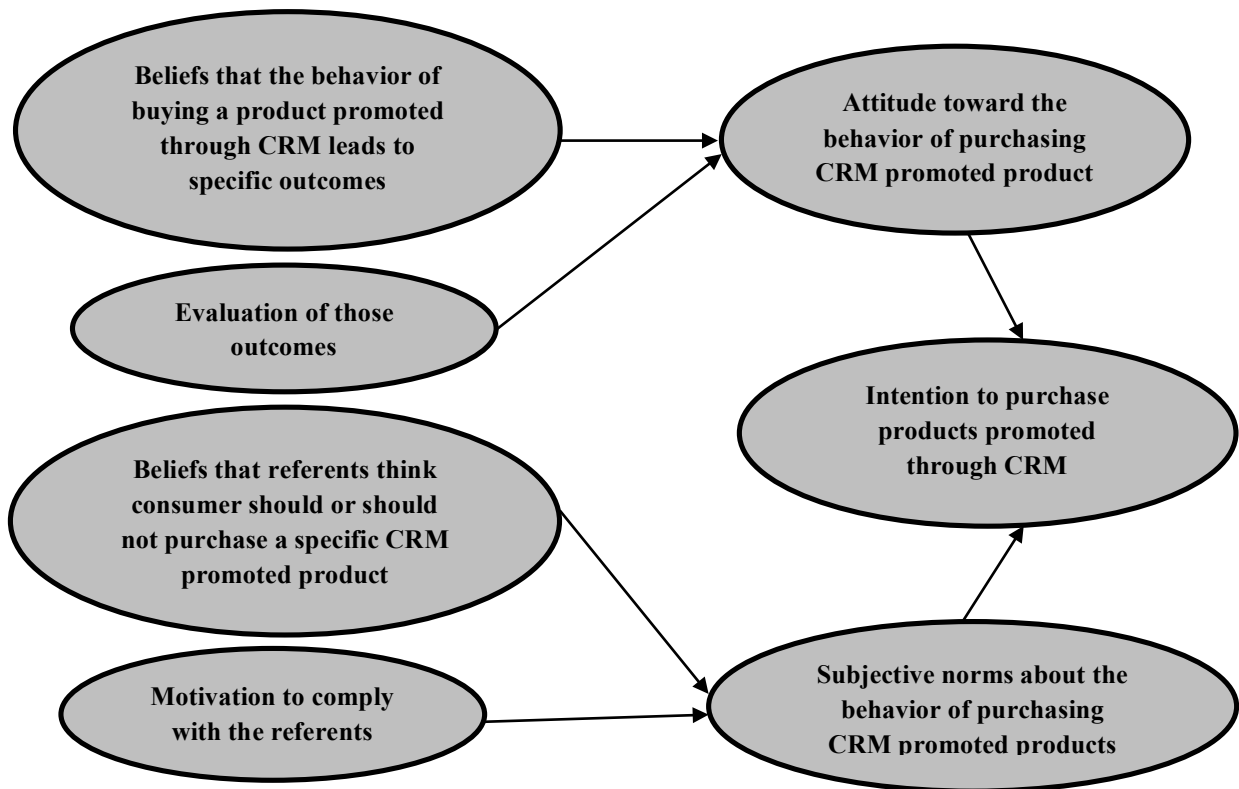 Beliefs that the behavior of
buying a product promoted
through CRM leads to
specific outcomes
Attitude toward the
behavior of purchasing
CRM promoted product
Evaluation of those
outcomes
Intention to purchase
products promoted
through CRM
Beliefs that referents think
consumer should or should
not purchase a specific CRM
promoted product
Motivation to comply
with the referents
Subjective norms about the
behavior of purchasing
CRM promoted products